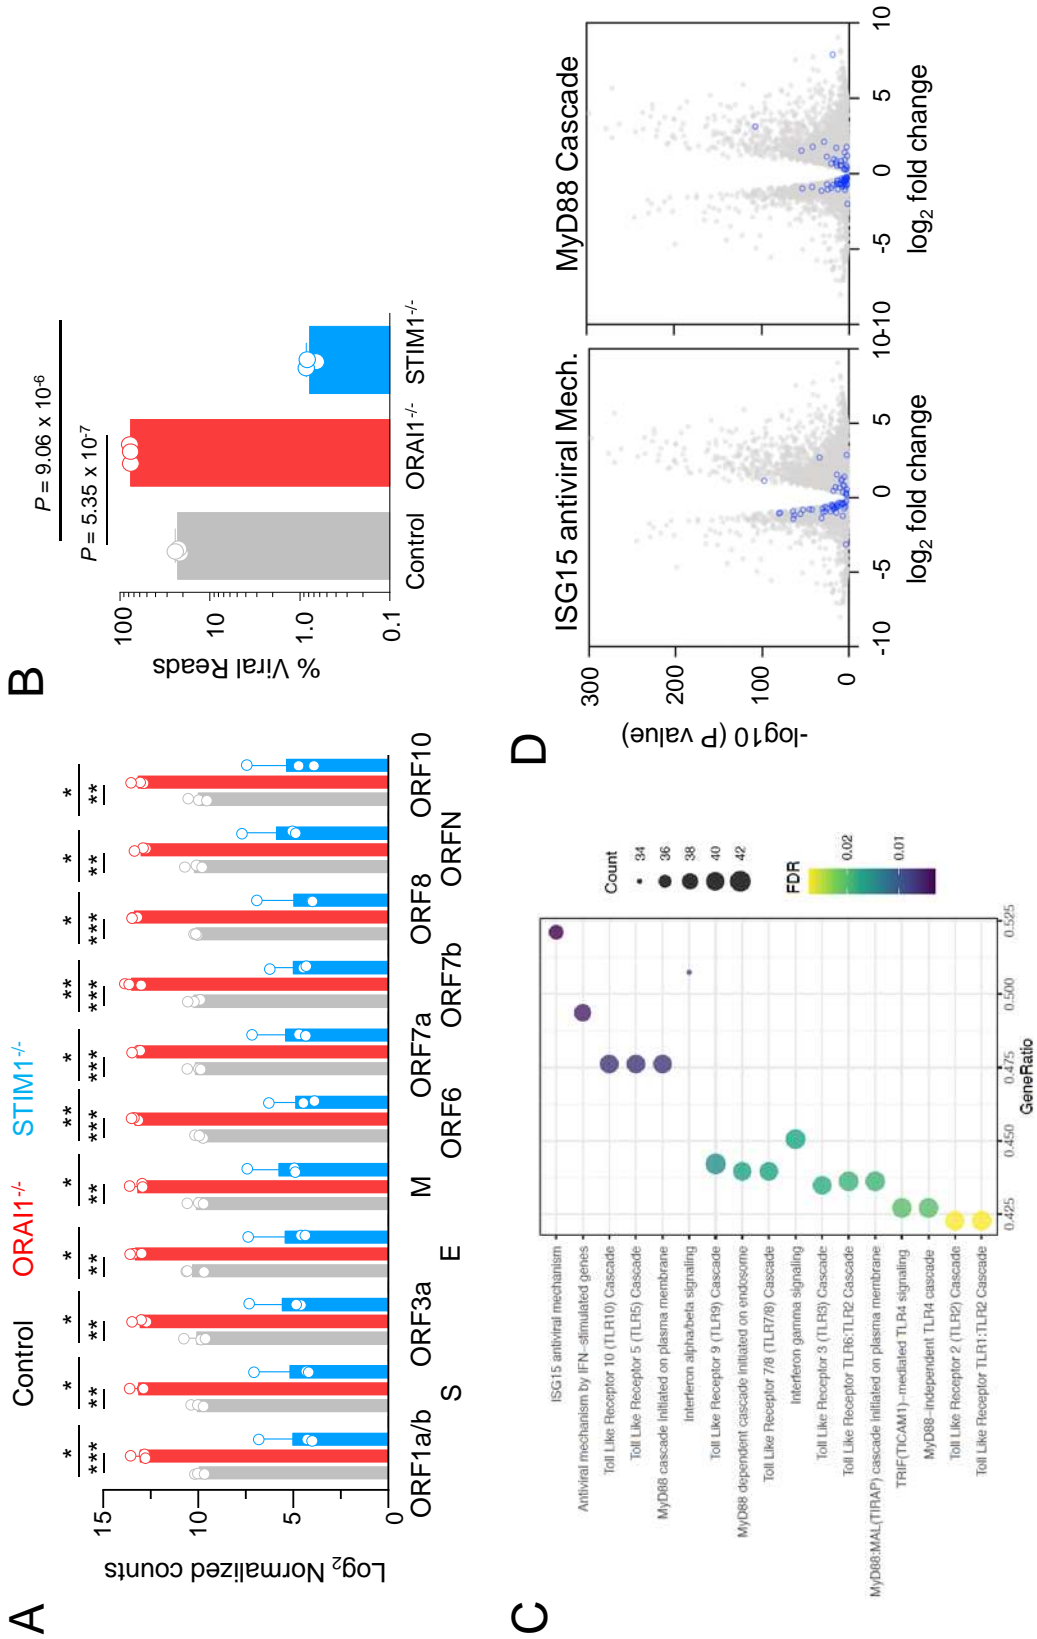 A
Control ORAI1-/- STIM1-/-
Log2 Normalized counts
15
10
5
0
*** * ** * ** * ** * ** * *** ** *** * *** ** *** * ** * ** *
ORF1a/b S ORF3a E M ORF6 ORF7a ORF7b ORF8 ORFN ORF10
B
P = 9.06 x 10-6
P = 5.35 x 10-7
% Viral Reads
100
10
1.0
0.1
Control ORAI1-/- STIM1-/-
C
ISG15 antiviral mechanism
Antiviral mechanism by IFN-stimulated genes
Toll Like Receptor 10 (TLR10) Cascade
Toll Like Receptor 5 (TLR5) Cascade
MyD88 cascade initiated on plasma membrane
Interferon alpha/beta signaling
Toll Like Receptor 9 (TLR9) Cascade
MyD88 dependent cascade initiated on endosome
Toll Like Receptor 7/8 (TLR7/8) Cascade
Interferon gamma signaling
Toll Like Receptor 3 (TLR3) Cascade
Toll Like Receptor TLR6:TLR2 Cascade
MyD88:MAL(TIRAP) cascade initiated on plasma membrane
TRIF(TICAM1)-mediated TLR4 signaling
MyD88-independent TLR4 cascade
Toll Like Receptor 2 (TLR2) Cascade
Toll Like Receptor TLR1:TLR2 Cascade
0.425 0.450 0.475 0.500 0.525
GeneRatio
Count
34
36
38
40
42
FDR
0.02
0.01
D
ISG15 antiviral Mech.
MyD88 Cascade
-log10 (P value)
300
200
100
0
-10 -5 0 5 10
-10 -5 0 5 10
log2 fold change
log2 fold change